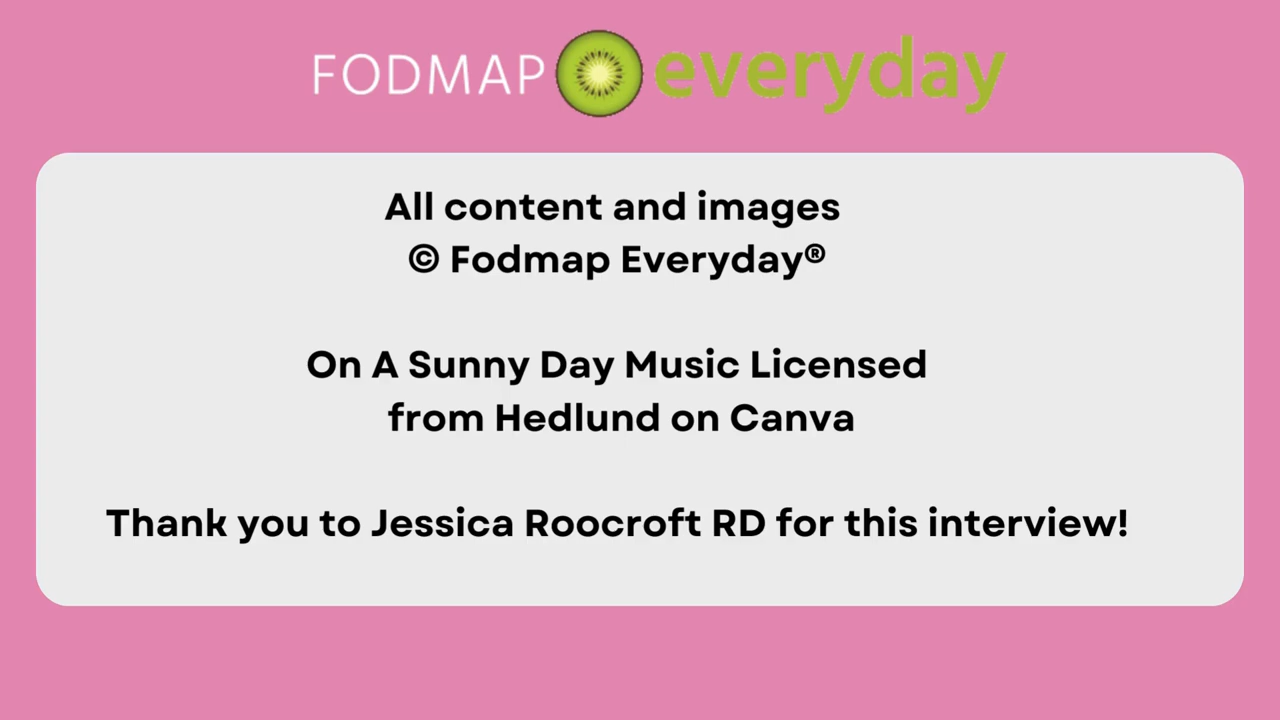 FODMAP everyday
All content and images
© Fodmap Everyday®
On A Sunny Day Music Licensed
from Hedlund on Canva
Thank you to Jessica Roocroft RD for this interview!